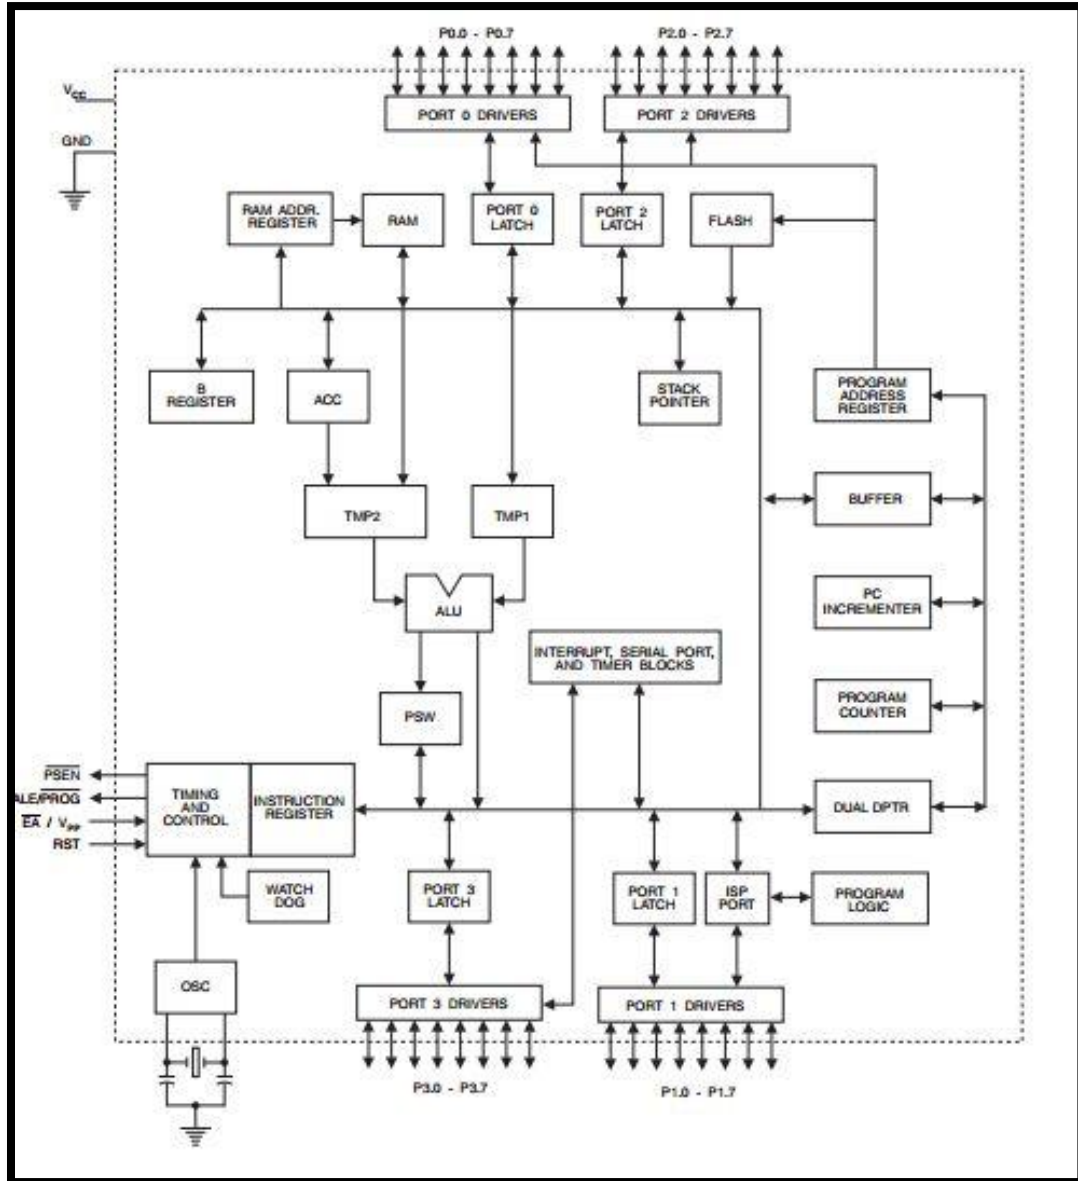 P0.0 - P0.7
P2.0 - P2.7
VCC
PORT 0 DRIVERS
PORT 2 DRIVERS
GND
RAM ADDR.
REGISTER
RAM
PORT 0
LATCH
PORT 2
LATCH
FLASH
B
REGISTER
ACC
STACK
POINTER
PROGRAM
ADDRESS
REGISTER
TMP2
TMP1
BUFFER
ALU
PC
INCREMENTER
INTERRUPT, SERIAL PORT,
AND TIMER BLOCKS
PSW
PROGRAM
COUNTER
PSEN
ALE/PROG
EA / VPP
RST
TIMING
AND
CONTROL
INSTRUCTION
REGISTER
DUAL DPTR
WATCH
DOG
PORT 3
LATCH
PORT 1
LATCH
ISP
PORT
PROGRAM
LOGIC
OSC
PORT 3 DRIVERS
PORT 1 DRIVERS
P3.0 - P3.7
P1.0 - P1.7